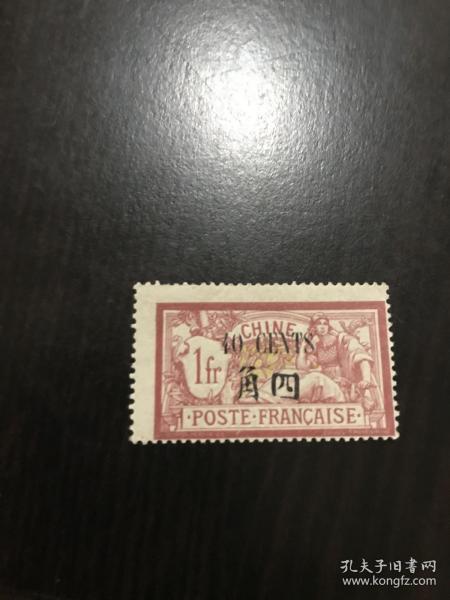 CHINE
40 CENTS
1fr
角四
·POSTE·FRANÇAISE·
孔夫子旧书网
www.kongfz.com